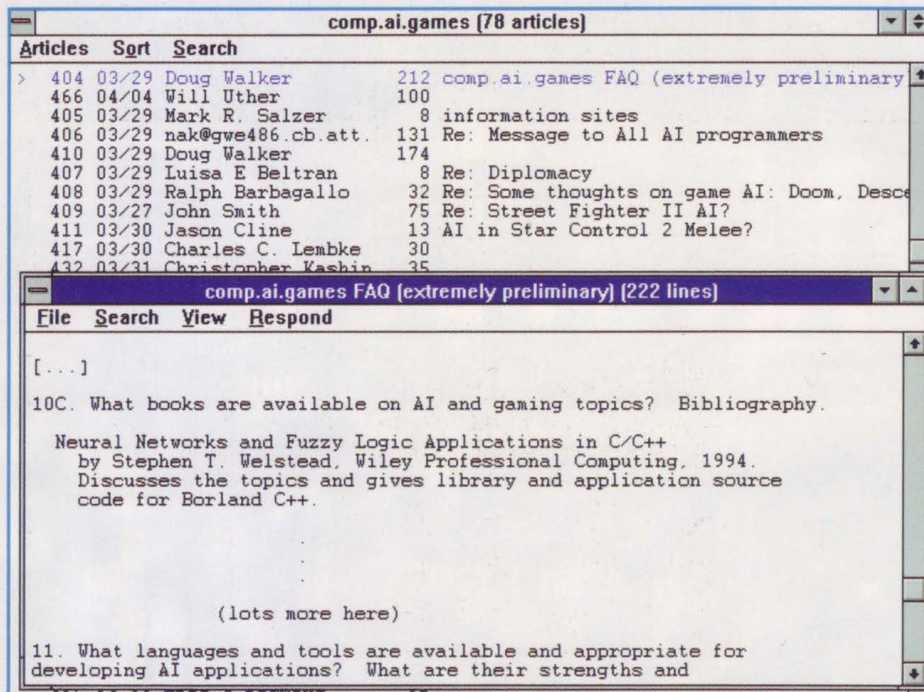 comp.ai.games (78 articles)
Articles Sort Search
> 404 03/29 Doug Walker 212 comp.ai.games FAQ (extremely preliminary
466 04/04 Will Uther 100
405 03/29 Mark R. Salzer 8 information sites
406 03/29 nak@gwe486.cb.att. 131 Re: Message to All AI programmers
410 03/29 Doug Walker 174
407 03/29 Luisa E Beltran 8 Re: Diplomacy
408 03/29 Ralph Barbagallo 32 Re: Some thoughts on game AI: Doom, Desce
409 03/27 John Smith 75 Re: Street Fighter II AI?
411 03/30 Jason Cline 13 AI in Star Control 2 Melee?
417 03/30 Charles C. Lembke 30
432 03/31 Christopher Kashin 35
comp.ai.games FAQ (extremely preliminary) (222 lines)
File Search View Respond
[...]
10C. What books are available on AI and gaming topics? Bibliography.
Neural Networks and Fuzzy Logic Applications in C/C++
by Stephen T. Welstead, Wiley Professional Computing, 1994.
Discusses the topics and gives library and application source
code for Borland C++.
.
.
.
(lots more here)
11. What languages and tools are available and appropriate for
developing AI applications? What are their strengths and